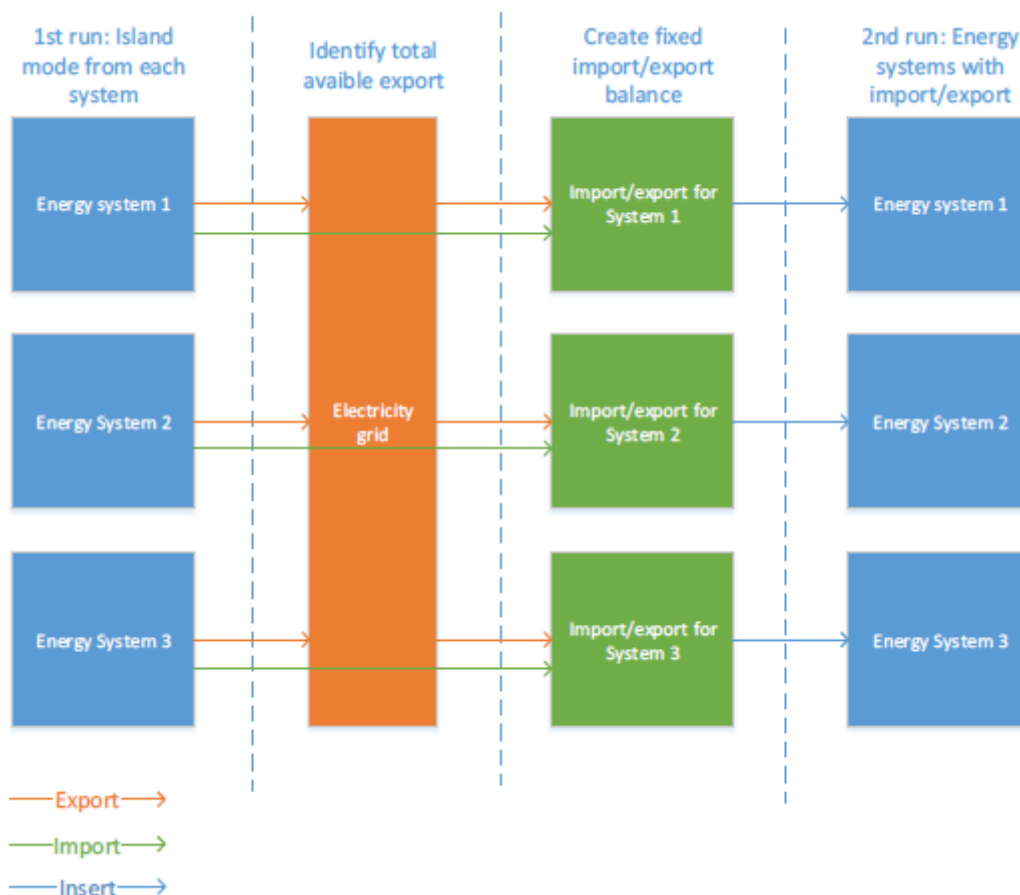 1st run: Island
mode from each
system
Identify total
avaible export
Create fixed
import/export
balance
2nd run: Energy
systems with
import/export
Energy system 1
Import/export for
System 1
Energy system 1
Energy System 2
Electricity
grid
Import/export for
System 2
Energy System 2
Energy System 3
Import/export for
System 3
Energy System 3
Export
Import
Insert